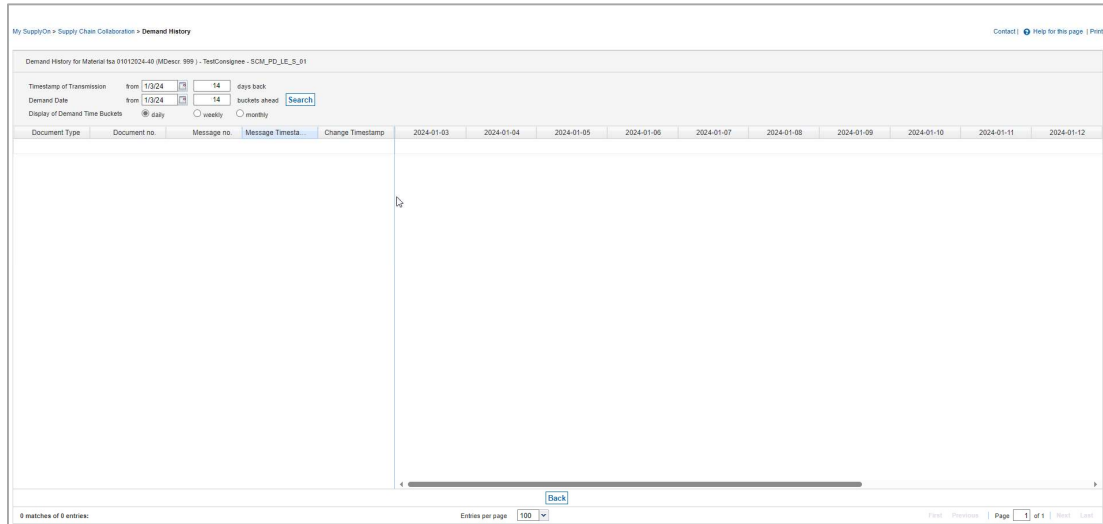 My SupplyOn > Supply Chain Collaboration > Demand History
Contact | Help for this page | Print
Demand History for Material tsa 01012024-40 (MDescr. 999 ) - TestConsignee - SCM_PD_LE_S_01
Timestamp of Transmission from 1/3/24 14 days back
Demand Date from 1/3/24 14 buckets ahead Search
Display of Demand Time Buckets daily weekly monthly
Document Type Document no. Message no. Message Timesta... Change Timestamp 2024-01-03 2024-01-04 2024-01-05 2024-01-06 2024-01-07 2024-01-08 2024-01-09 2024-01-10 2024-01-11 2024-01-12
Back
0 matches of 0 entries: Entries per page 100 First Previous | Page 1 of 1 | Next Last